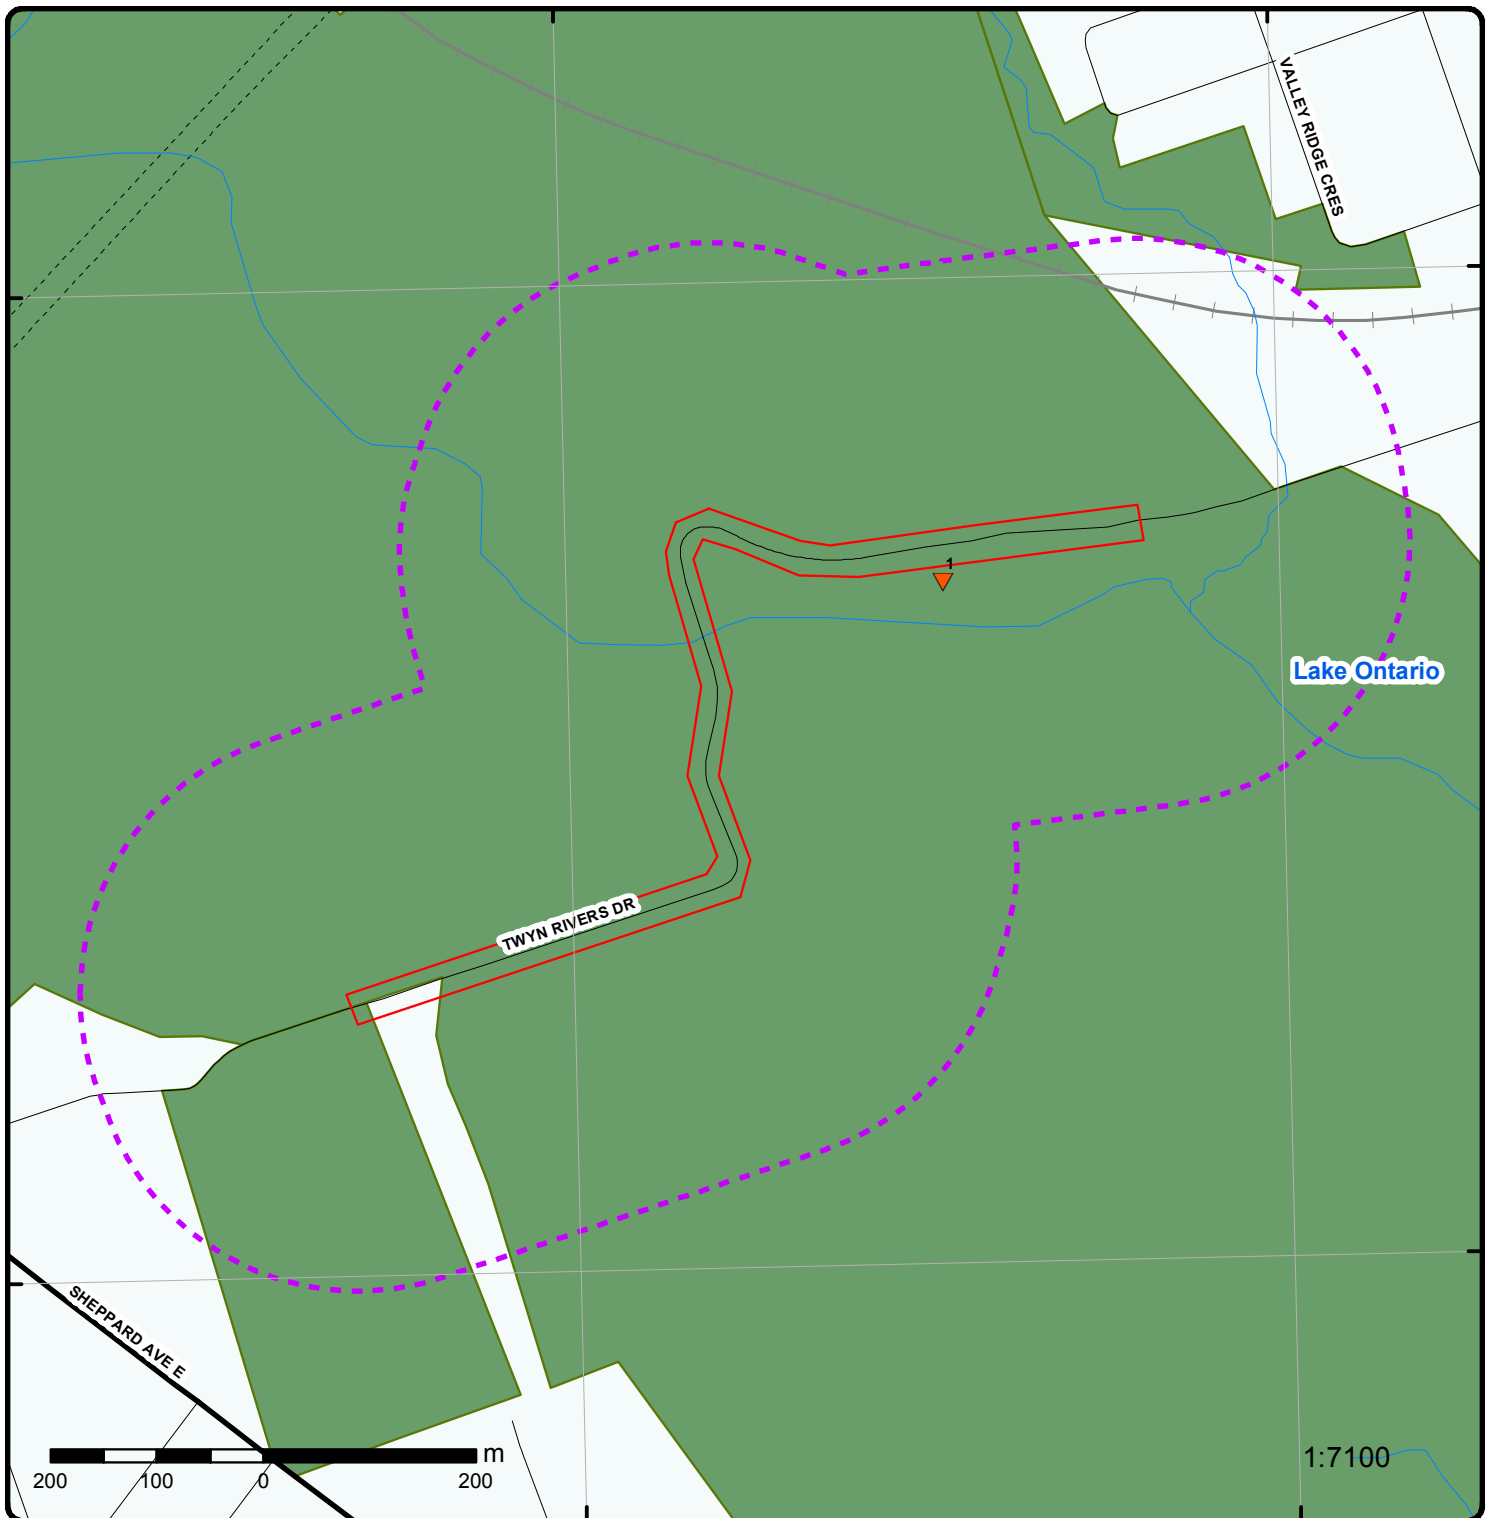 VALLEY RIDGE CRES
1
Lake Ontario
TWYN RIVERS DR
SHEPPARD AVE E
m
200 100 0 200
1:7100